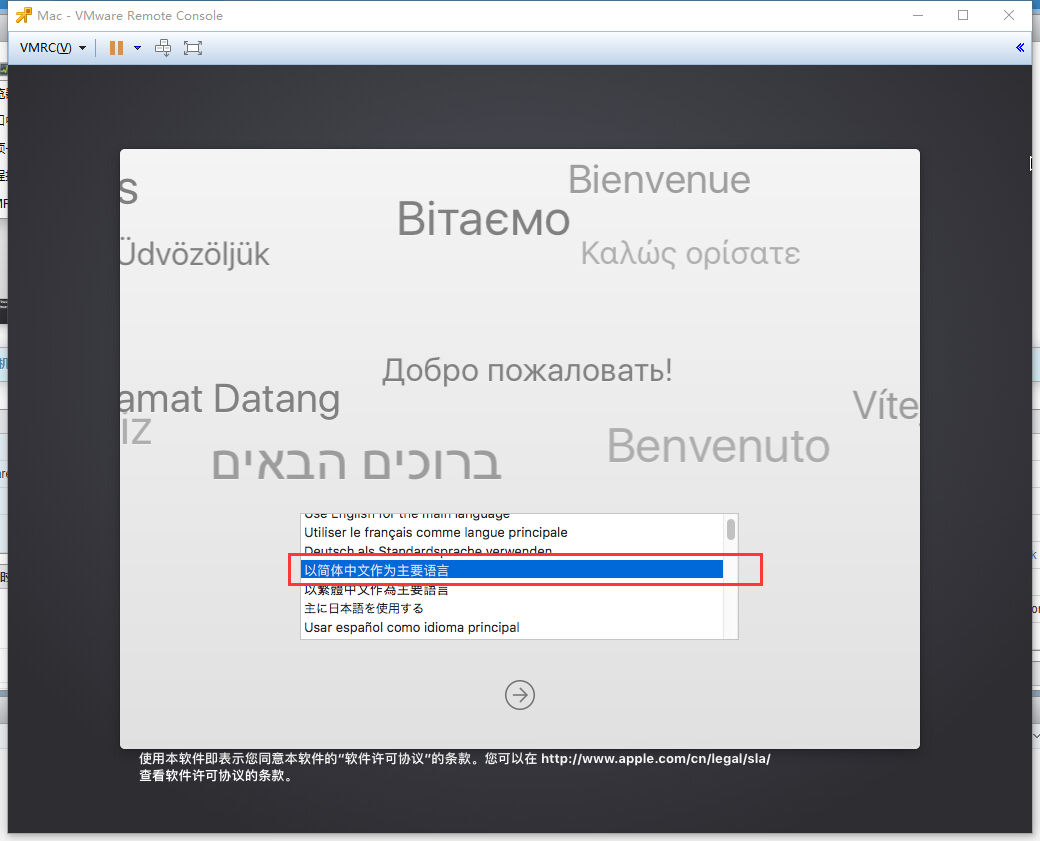 Mac - VMware Remote Console
VMRC(V)
s
Bienvenue
Вітаємо
Üdvözöljük
Καλώς ορίσατε
Добро пожаловать!
amat Datang
Víte
IZ
Benvenuto
ברוכים הבאים
Use English for the main language
Utiliser le français comme langue principale
Deutsch als Standardsprache verwenden
以简体中文作为主要语言
以繁體中文作為主要語言
主に日本語を使用する
Usar español como idioma principal
使用本软件即表示您同意本软件的“软件许可协议”的条款。您可以在 http://www.apple.com/cn/legal/sla/
查看软件许可协议的条款。